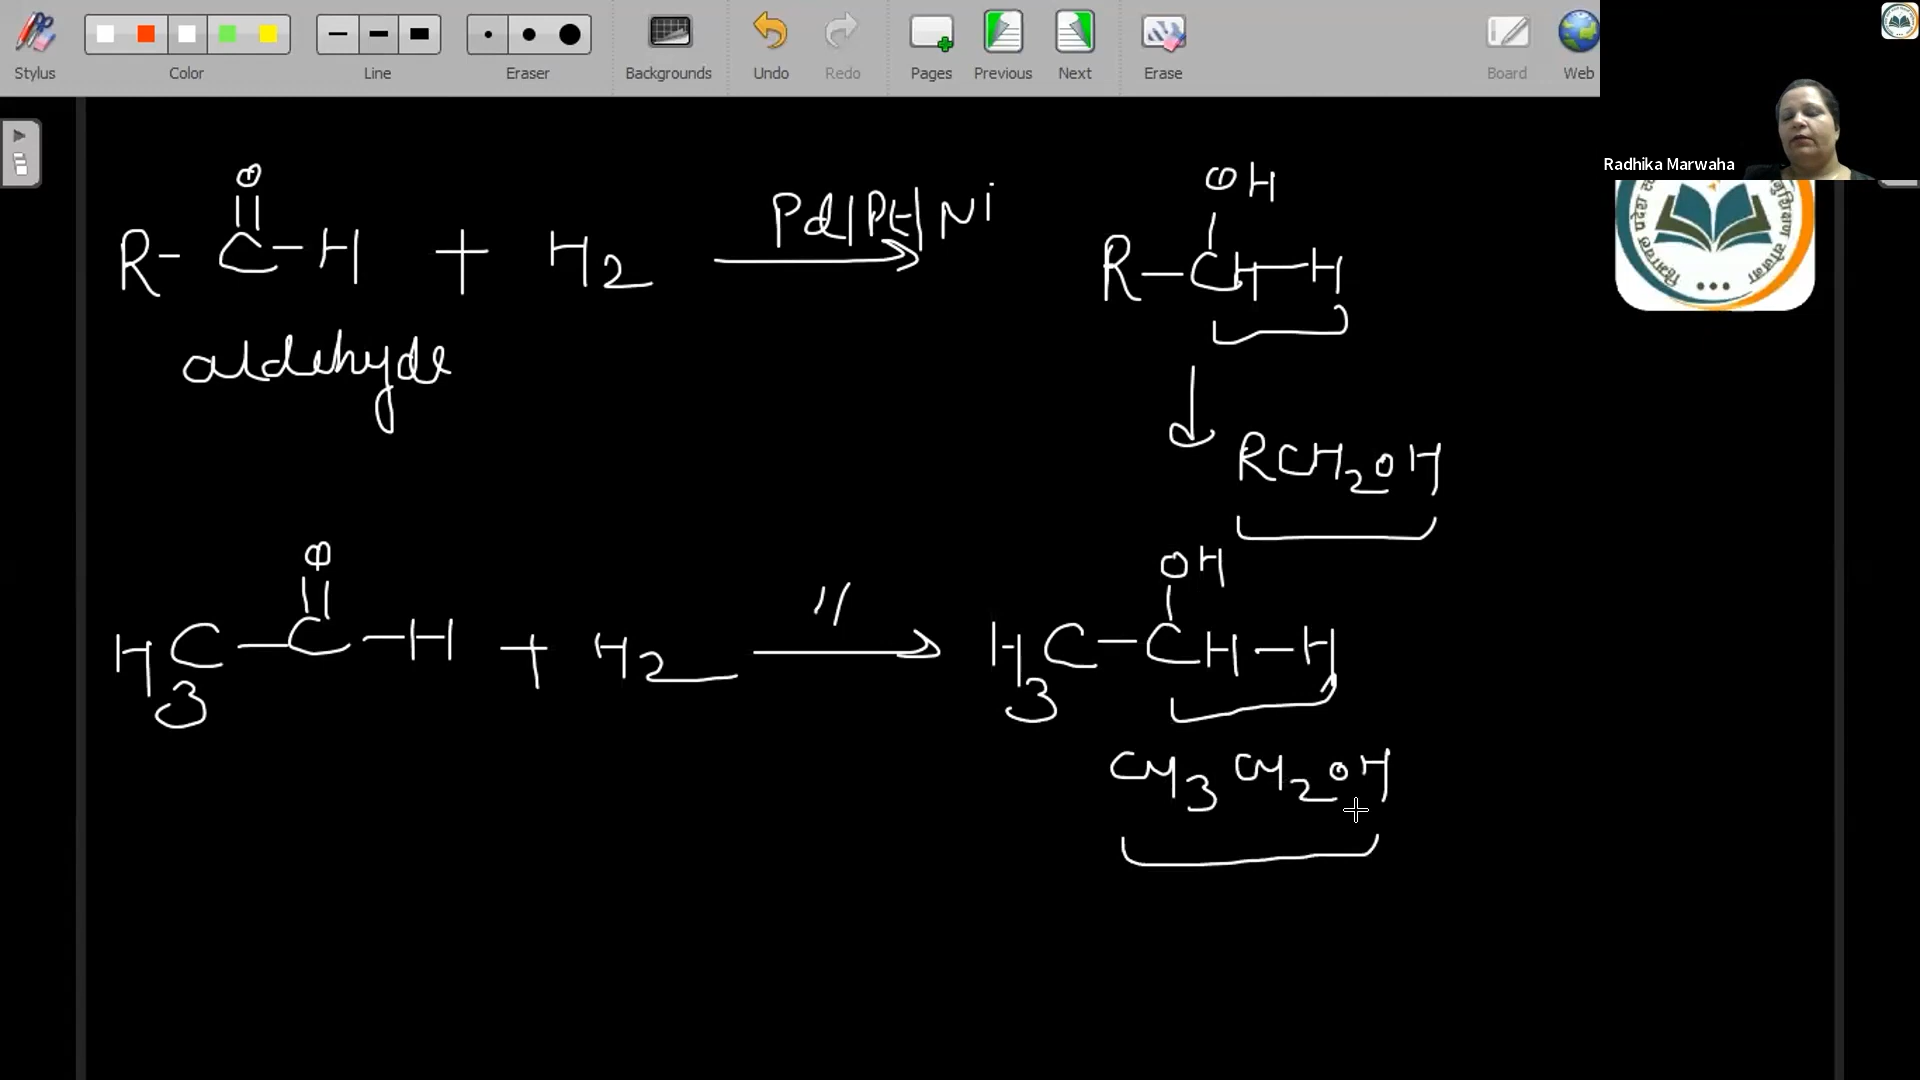 Stylus Color Line Eraser Backgrounds Undo Redo Pages Previous Next Erase Board Web
Radhika Marwaha
O
||
R-C-H + H2 Pd/Pt/Ni → OH
|
R-CH-H
aldehyde
↓
RCH2OH
O
||
H3C-C-H + H2 〃 → OH
|
H3C-CH-H
CH3CH2OH